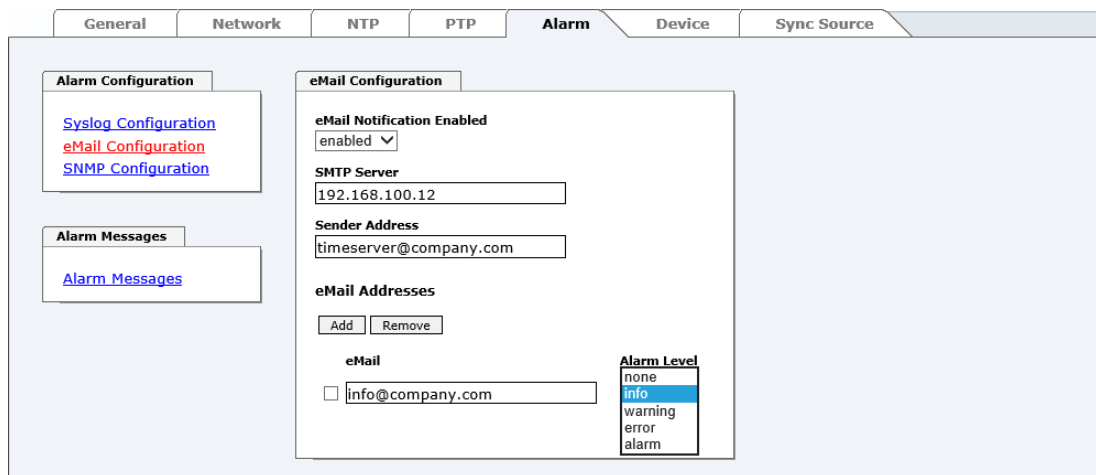 General Network NTP PTP Alarm Device Sync Source
Alarm Configuration
Syslog Configuration
eMail Configuration
SNMP Configuration
Alarm Messages
Alarm Messages
eMail Configuration
eMail Notification Enabled
enabled
SMTP Server
192.168.100.12
Sender Address
timeserver@company.com
eMail Addresses
Add Remove
eMail Alarm Level
info@company.com
none
info
warning
error
alarm